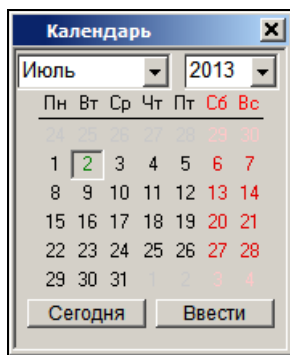 Календарь
Июль 2013
Пн Вт Ср Чт Пт Сб Вс
24 25 26 27 28 29 30
1 2 3 4 5 6 7
8 9 10 11 12 13 14
15 16 17 18 19 20 21
22 23 24 25 26 27 28
29 30 31 1 2 3 4
Сегодня Ввести